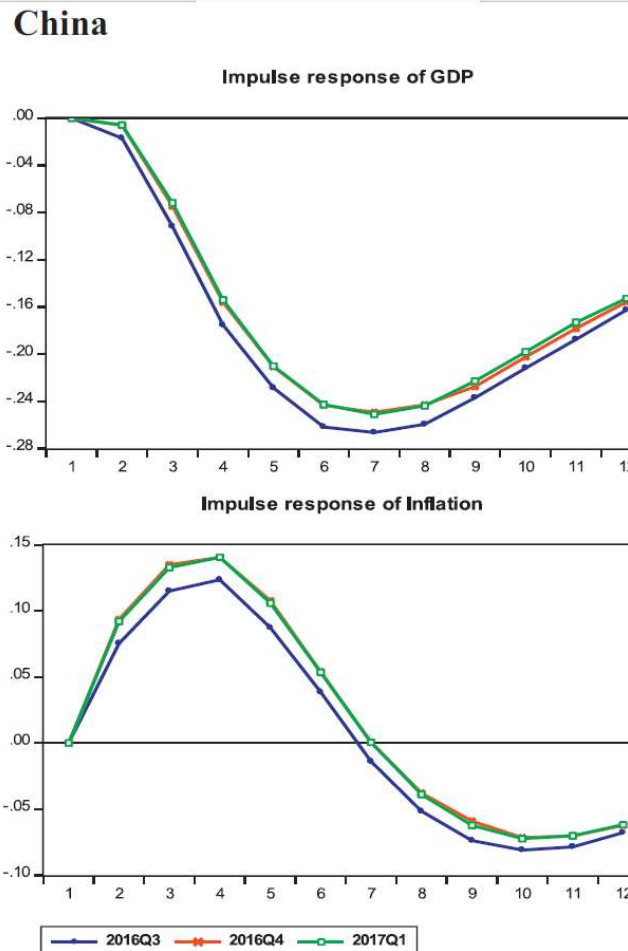 China
Impulse response of GDP
.00
-.04
-.08
-.12
-.16
-.20
-.24
-.28
1 2 3 4 5 6 7 8 9 10 11 12
Impulse response of Inflation
.15
.10
.05
.00
-.05
-.10
1 2 3 4 5 6 7 8 9 10 11 12
2016Q3 2016Q4 2017Q1